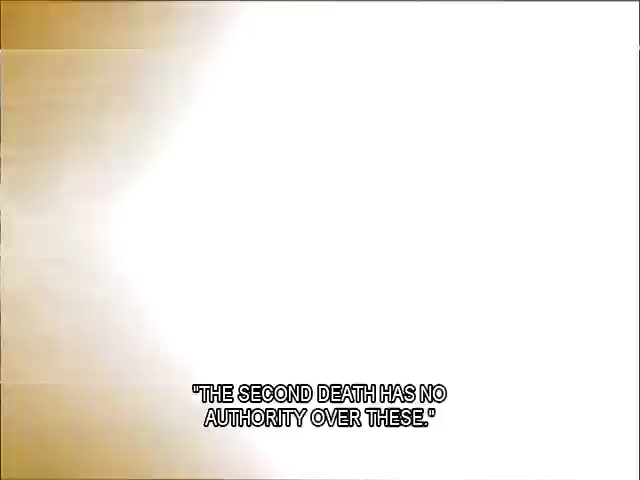 "THE SECOND DEATH HAS NO
AUTHORITY OVER THESE."